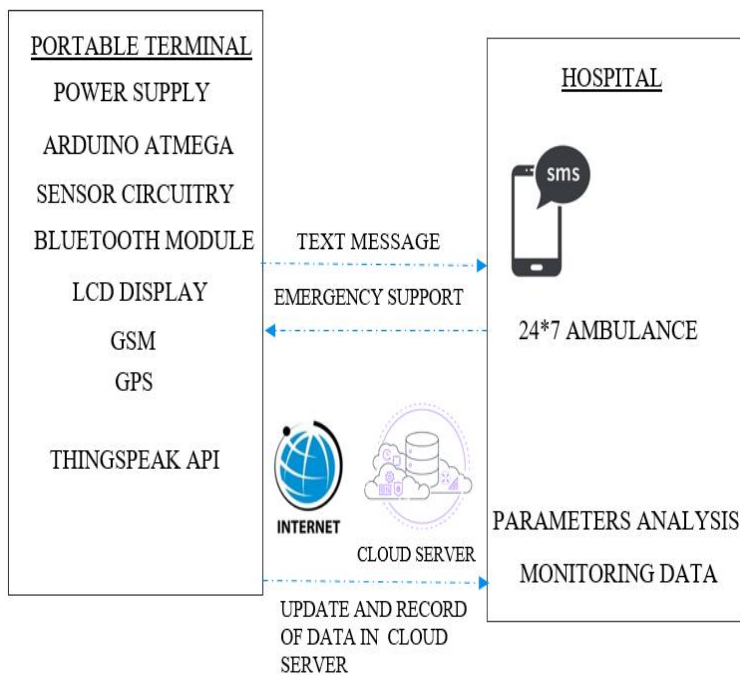 PORTABLE TERMINAL
POWER SUPPLY
ARDUINO ATMEGA
SENSOR CIRCUITRY
BLUETOOTH MODULE
LCD DISPLAY
GSM
GPS
THINGSPEAK API
TEXT MESSAGE
EMERGENCY SUPPORT
INTERNET
CLOUD SERVER
UPDATE AND RECORD
OF DATA IN CLOUD
SERVER
HOSPITAL
sms
24*7 AMBULANCE
PARAMETERS ANALYSIS
MONITORING DATA